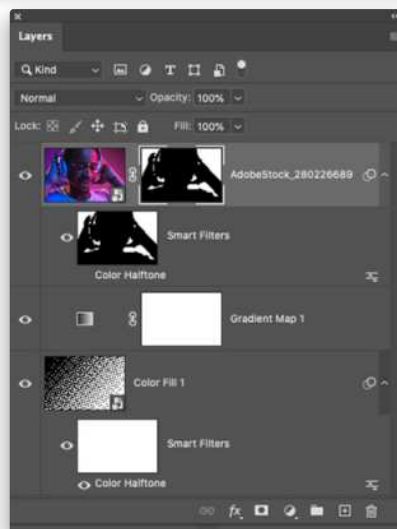 Layers
Kind
Normal Opacity: 100%
Lock: Fill: 100%
AdobeStock_280226689
Smart Filters
Color Halftone
Gradient Map 1
Color Fill 1
Smart Filters
Color Halftone
fx